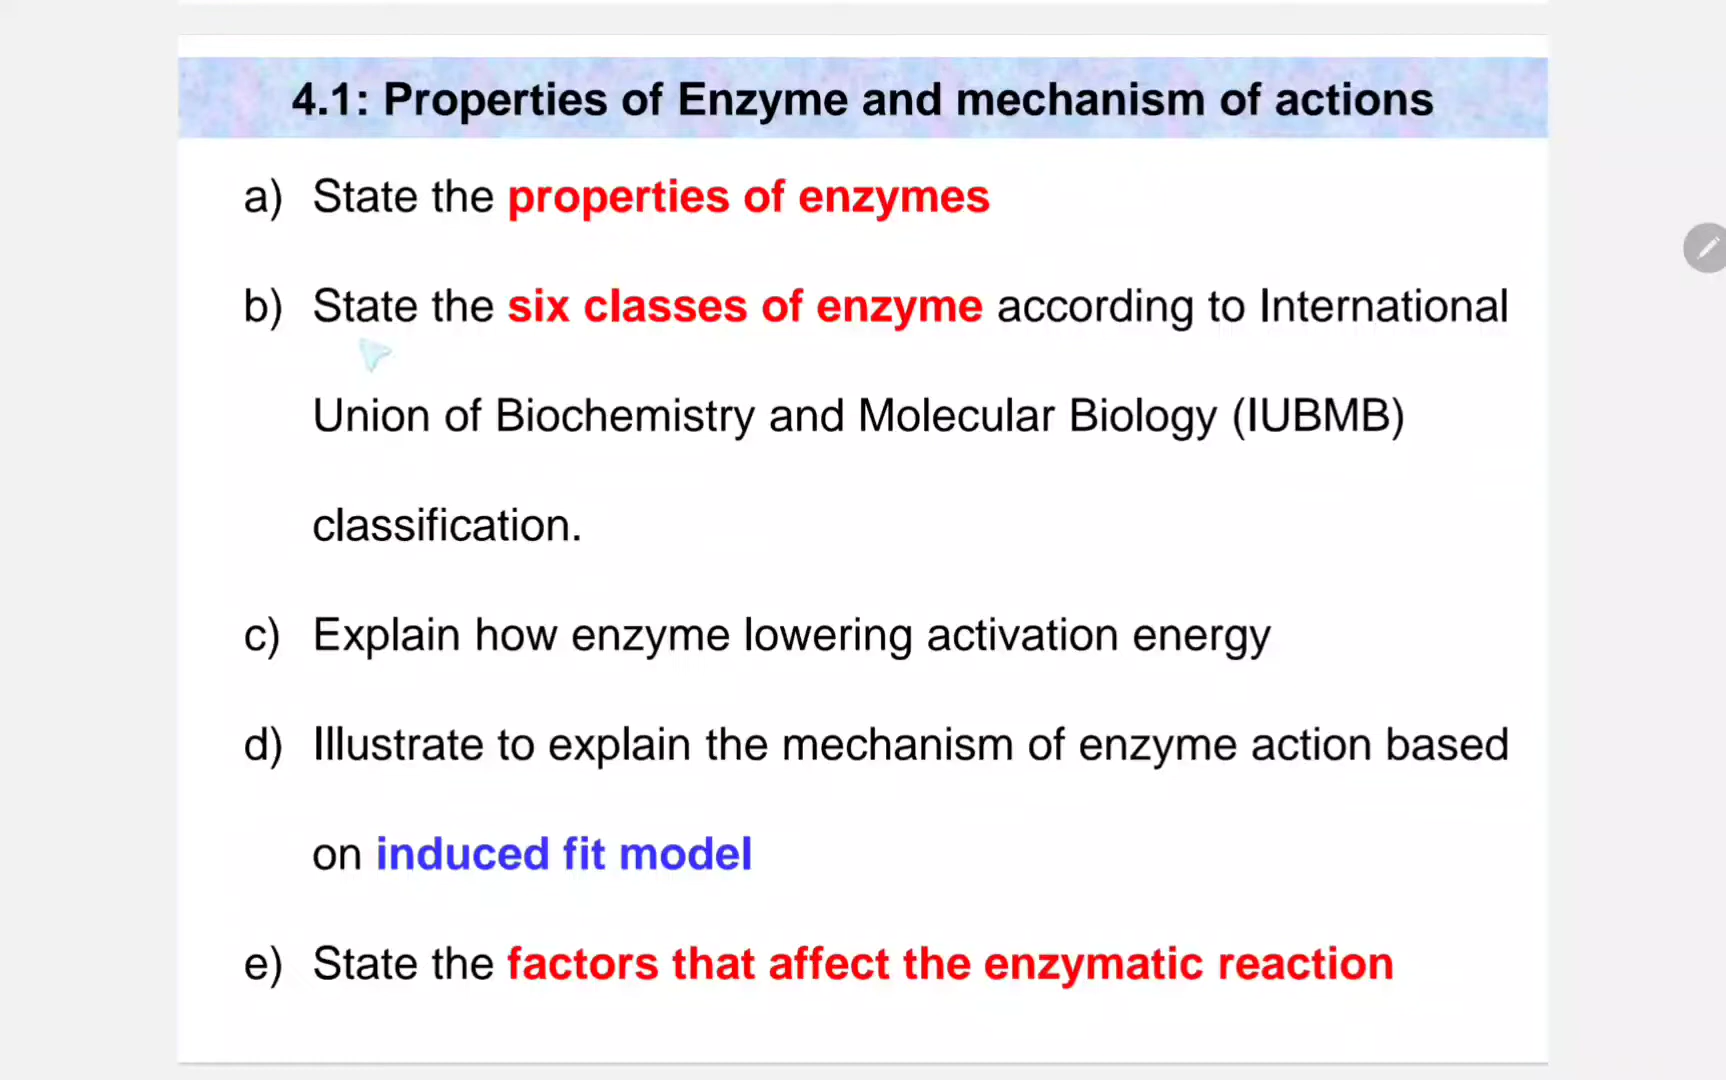 4.1: Properties of Enzyme and mechanism of actions
a) State the properties of enzymes
b) State the six classes of enzyme according to International
Union of Biochemistry and Molecular Biology (IUBMB)
classification.
c) Explain how enzyme lowering activation energy
d) Illustrate to explain the mechanism of enzyme action based
on induced fit model
e) State the factors that affect the enzymatic reaction